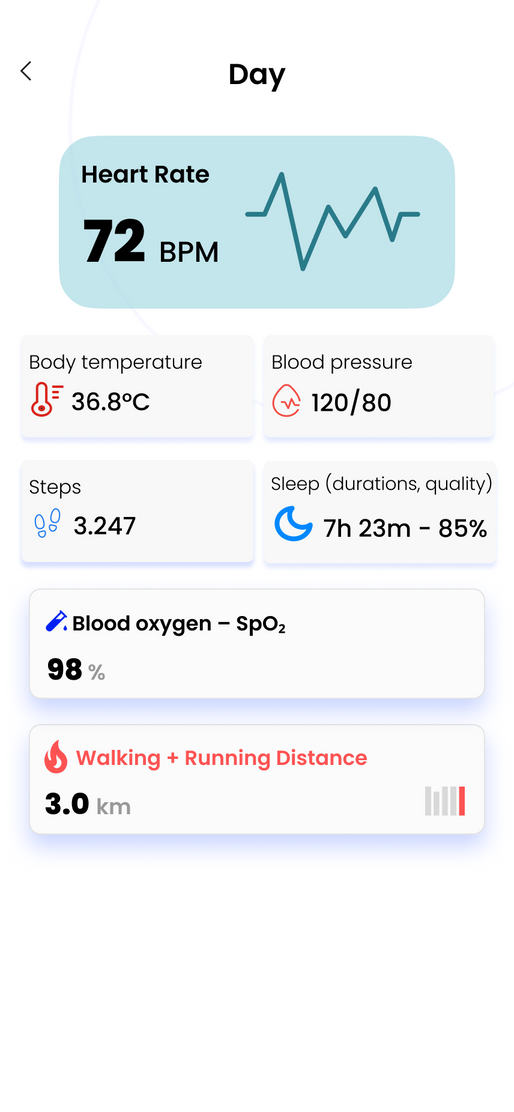 Day
Heart Rate
72 BPM
Body temperature
36.8°C
Blood pressure
120/80
Steps
3.247
Sleep (durations, quality)
7h 23m - 85%
Blood oxygen – SpO₂
98 %
Walking + Running Distance
3.0 km